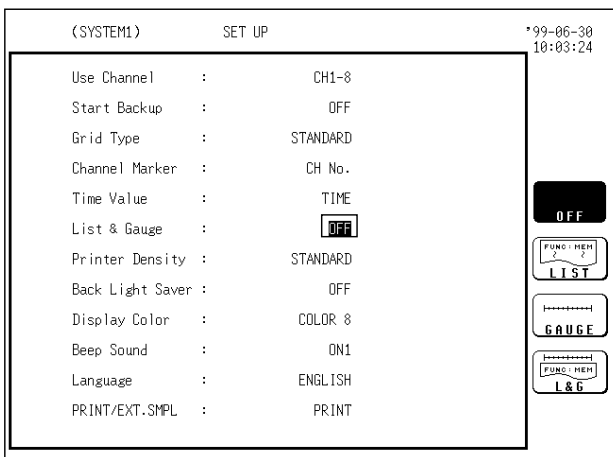 (SYSTEM1) SET UP '99-06-30
10:03:24
Use Channel : CH1-8
Start Backup : OFF
Grid Type : STANDARD
Channel Marker : CH No.
Time Value : TIME
List & Gauge : OFF
Printer Density : STANDARD
Back Light Saver : OFF
Display Color : COLOR 8
Beep Sound : ON1
Language : ENGLISH
PRINT/EXT.SMPL : PRINT
OFF
FUNC:MEM
LIST
GAUGE
FUNC:MEM
L&G